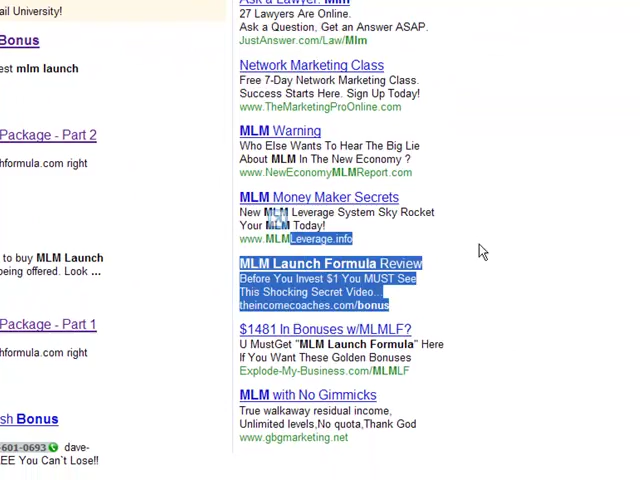 ail University!
Bonus
est mlm launch
Package - Part 2
hformula.com right
to buy MLM Launch
being offered. Look ...
Package - Part 1
hformula.com right
sh Bonus
-601-0693 dave-
EE You Can`t Lose!!
Ask a Lawyer: Mlm
27 Lawyers Are Online.
Ask a Question, Get an Answer ASAP.
JustAnswer.com/Law/Mlm
Network Marketing Class
Free 7-Day Network Marketing Class.
Success Starts Here. Sign Up Today!
www.TheMarketingProOnline.com
MLM Warning
Who Else Wants To Hear The Big Lie
About MLM In The New Economy ?
www.NewEconomyMLMReport.com
MLM Money Maker Secrets
New MLM Leverage System Sky Rocket
Your MLM Today!
www.MLMLeverage.info
MLM Launch Formula Review
Before You Invest $1 You MUST See
This Shocking Secret Video...
theincomecoaches.com/bonus
$1481 In Bonuses w/MLMLF?
U MustGet "MLM Launch Formula" Here
If You Want These Golden Bonuses
Explode-My-Business.com/MLMLF
MLM with No Gimmicks
True walkaway residual income,
Unlimited levels,No quota,Thank God
www.gbgmarketing.net